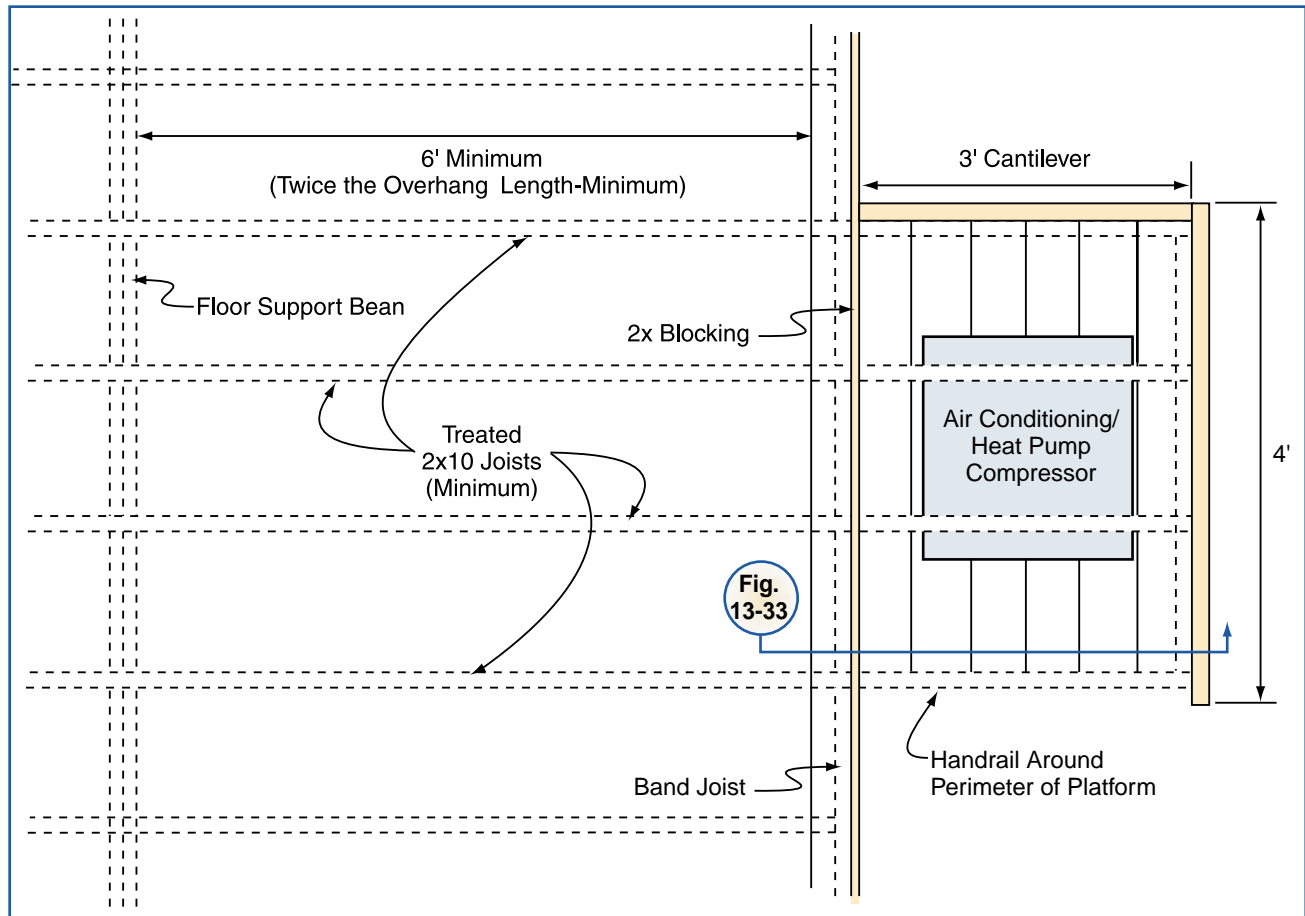 6' Minimum
(Twice the Overhang Length-Minimum)
3' Cantilever
Floor Support Bean
2x Blocking
Treated
2x10 Joists
(Minimum)
Air Conditioning/
Heat Pump
Compressor
4'
Fig.
13-33
Band Joist
Handrail Around
Perimeter of Platform